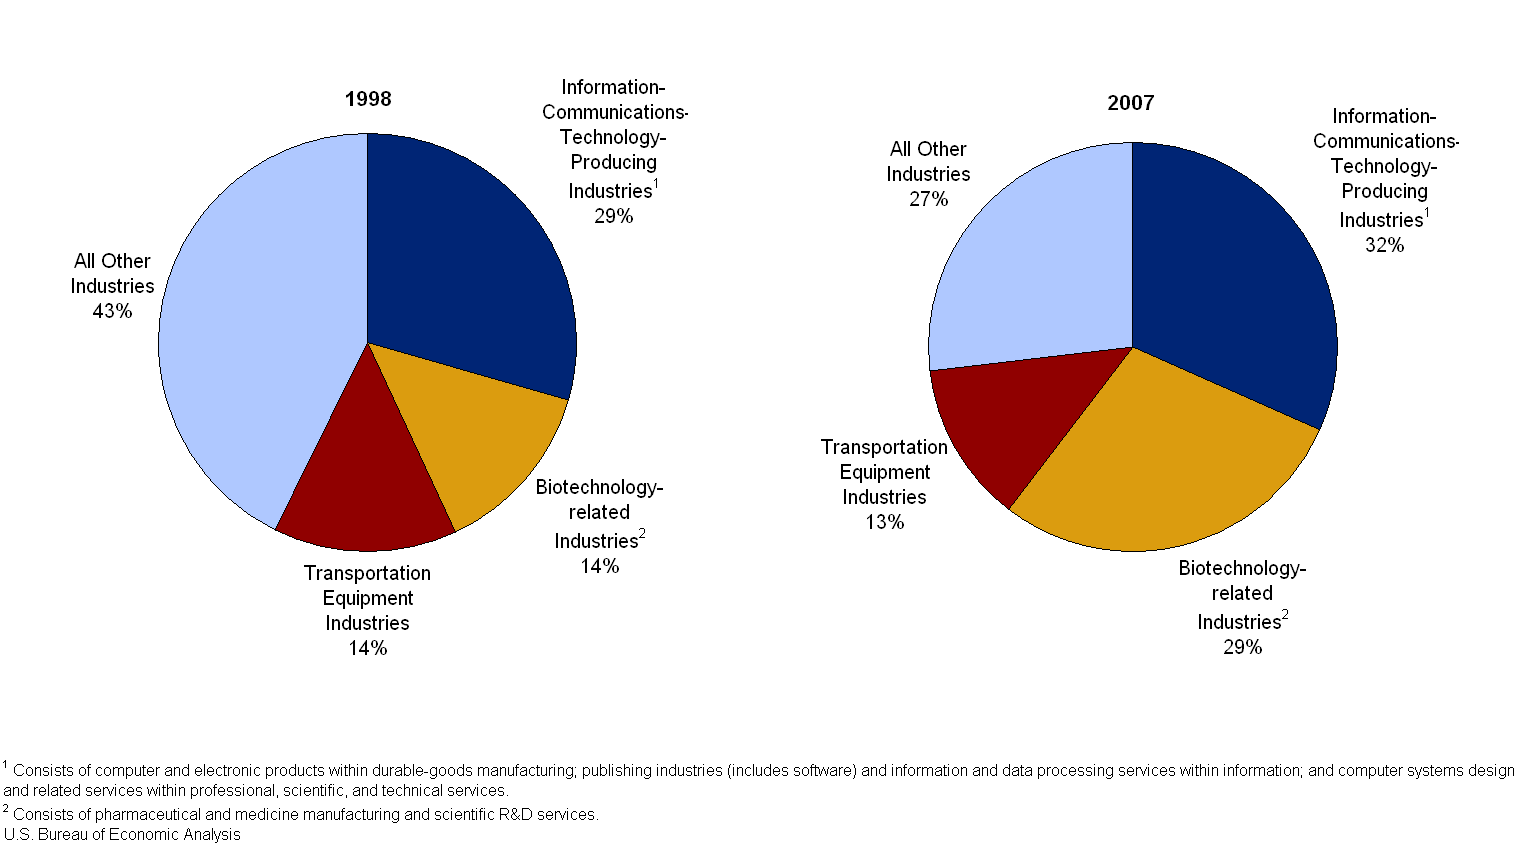 1998
Information-
Communications-
Technology-
Producing
Industries1
29%
All Other
Industries
43%
Biotechnology-
related
Industries2
14%
Transportation
Equipment
Industries
14%
2007
Information-
Communications-
Technology-
Producing
Industries1
32%
All Other
Industries
27%
Transportation
Equipment
Industries
13%
Biotechnology-
related
Industries2
29%
1 Consists of computer and electronic products within durable-goods manufacturing; publishing industries (includes software) and information and data processing services within information; and computer systems design
and related services within professional, scientific, and technical services.
2 Consists of pharmaceutical and medicine manufacturing and scientific R&D services.
U.S. Bureau of Economic Analysis